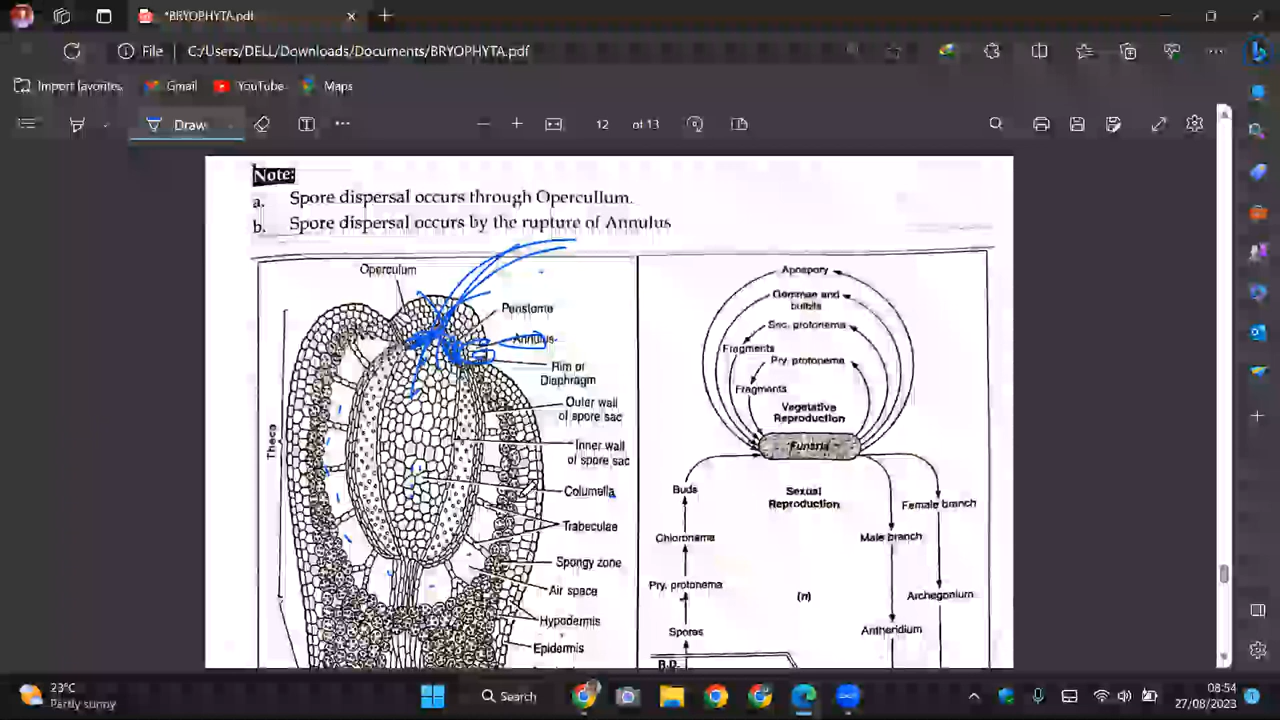 *BRYOPHYTA.pdf
File
C:/Users/DELL/Downloads/Documents/BRYOPHYTA.pdf
Import favorites
Gmail
YouTube
Maps
Draw
12
of 13
Note:
a. Spore dispersal occurs through Opercullum.
b. Spore dispersal occurs by the rupture of Annulus
Operculum
Peristome
Annulus
Rim or
Diaphragm
Outer wall
of spore sac
Inner wall
of spore sac
Columella
Trabeculae
Spongy zone
Air space
Hypodermis
Epidermis
Theca
Apospory
Gemmae and
bulbils
Sec. protonema
Fragments
Pry. protonema
Fragments
Vegetative
Reproduction
Funaria
Sexual
Reproduction
Buds
Chloronema
Pry. protonema
Spores
R.D.
Female branch
Male branch
Archegonium
Antheridium
(n)
23°C
Partly sunny
Search
08:54
27/08/2023